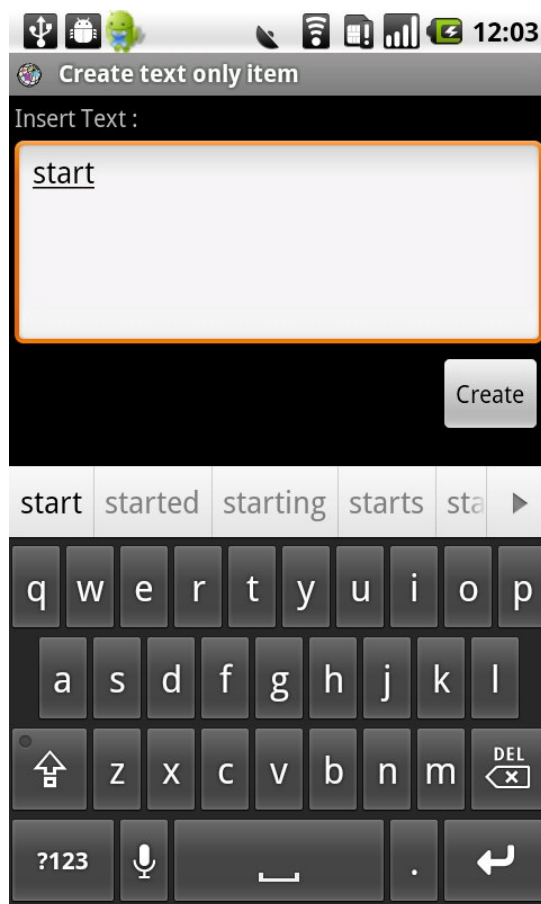 12:03
Create text only item
Insert Text :
start
Create
start started starting starts sta
q w e r t y u i o p
a s d f g h j k l
z x c v b n m DEL
?123 .